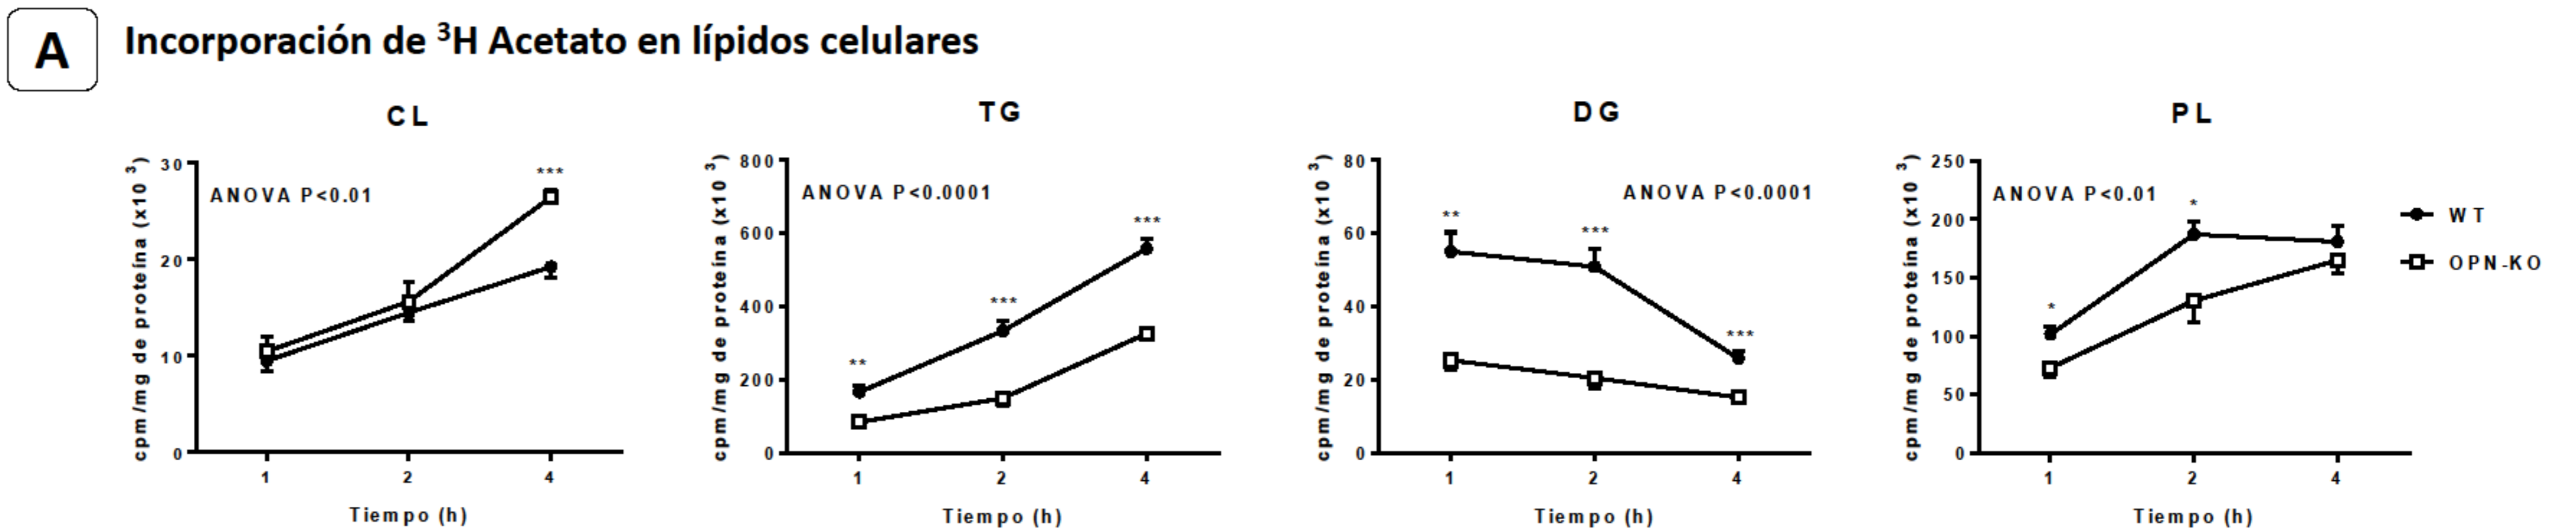 A
Incorporación de ³H Acetato en lípidos celulares
CL
cpm/mg de proteína (x10 ³)
30
20
10
0
ANOVA P<0.01
***
1 2 4
Tiempo (h)
TG
cpm/mg de proteína (x10 ³)
800
600
400
200
0
ANOVA P<0.0001
**
***
***
1 2 4
Tiempo (h)
DG
cpm/mg de proteína (x10 ³)
80
60
40
20
0
ANOVA P<0.0001
**
***
***
1 2 4
Tiempo (h)
PL
cpm/mg de proteína (x10 ³)
250
200
150
100
50
0
ANOVA P<0.01
*
*
1 2 4
Tiempo (h)
WT
OPN-KO